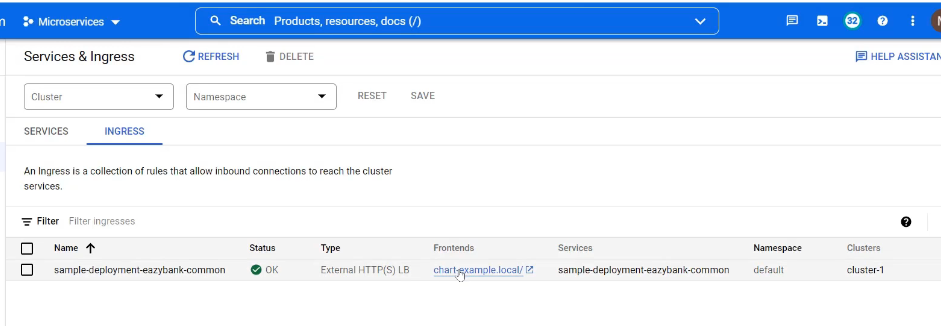 Microservices
Search Products, resources, docs (/)
32
Services & Ingress
REFRESH
DELETE
HELP ASSISTAN
Cluster
Namespace
RESET
SAVE
SERVICES
INGRESS
An Ingress is a collection of rules that allow inbound connections to reach the cluster
services.
Filter Filter ingresses
Name Status Type Frontends Services Namespace Clusters
sample-deployment-eazybank-common OK External HTTP(S) LB chart-example.local/ sample-deployment-eazybank-common default cluster-1